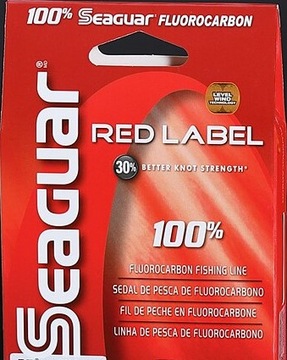 100% Seaguar FLUOROCARBON
Seaguar
LEVEL
WIND
TECHNOLOGY
RED LABEL
30% BETTER KNOT STRENGTH*
100%
FLUOROCARBON FISHING LINE
SEDAL DE PESCA DE FLUOROCARBONO
FIL DE PECHE EN FLUOROCARBONE
LINHA DE PESCA DE FLUOROCARBONO